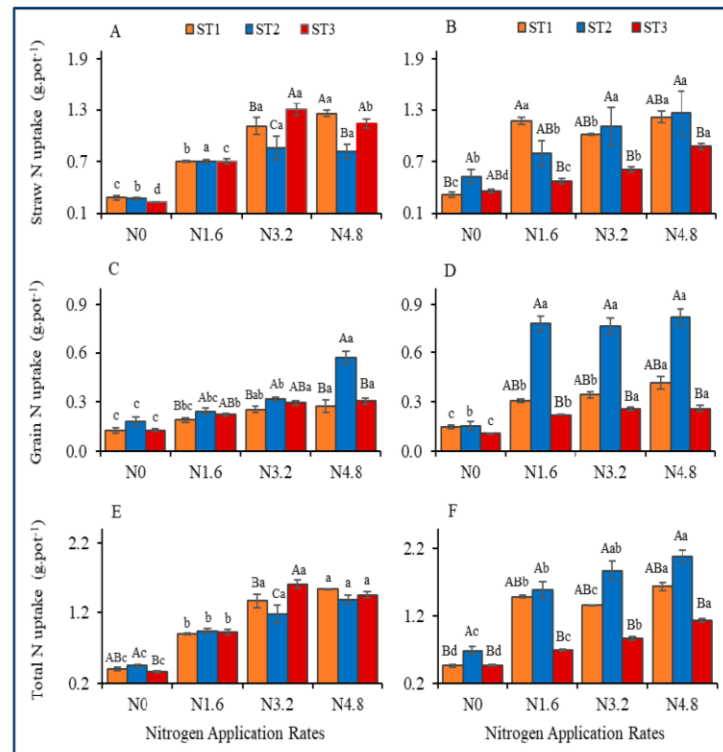 A ST1 ST2 ST3
B ST1 ST2 ST3
Straw N uptake (g.pot-1)
1.9
1.3
0.7
0.1
c b d b a c Ba Ca Aa Aa Ba Ab
N0 N1.6 N3.2 N4.8
1.9
1.3
0.7
0.1
Bc Ab ABd Aa ABb Bc ABb Aa Bb ABa Aa Ba
N0 N1.6 N3.2 N4.8
C
Grain N uptake (g.pot-1)
0.9
0.6
0.3
0.0
c c c Bbc Abc ABb Bab Ab ABa Ba Aa Ba
N0 N1.6 N3.2 N4.8
D
0.9
0.6
0.3
0.0
c b c ABb Aa Bb ABb Aa Ba ABa Aa Ba
N0 N1.6 N3.2 N4.8
E
Total N uptake (g.pot-1)
2.2
1.2
0.2
ABc Ac Bc b b b Ba Ca Aa a a a
N0 N1.6 N3.2 N4.8
Nitrogen Application Rates
F
2.2
1.2
0.2
Bd Ac Bd ABb Ab Bc ABc Aab Bb ABa Aa Ba
N0 N1.6 N3.2 N4.8
Nitrogen Application Rates